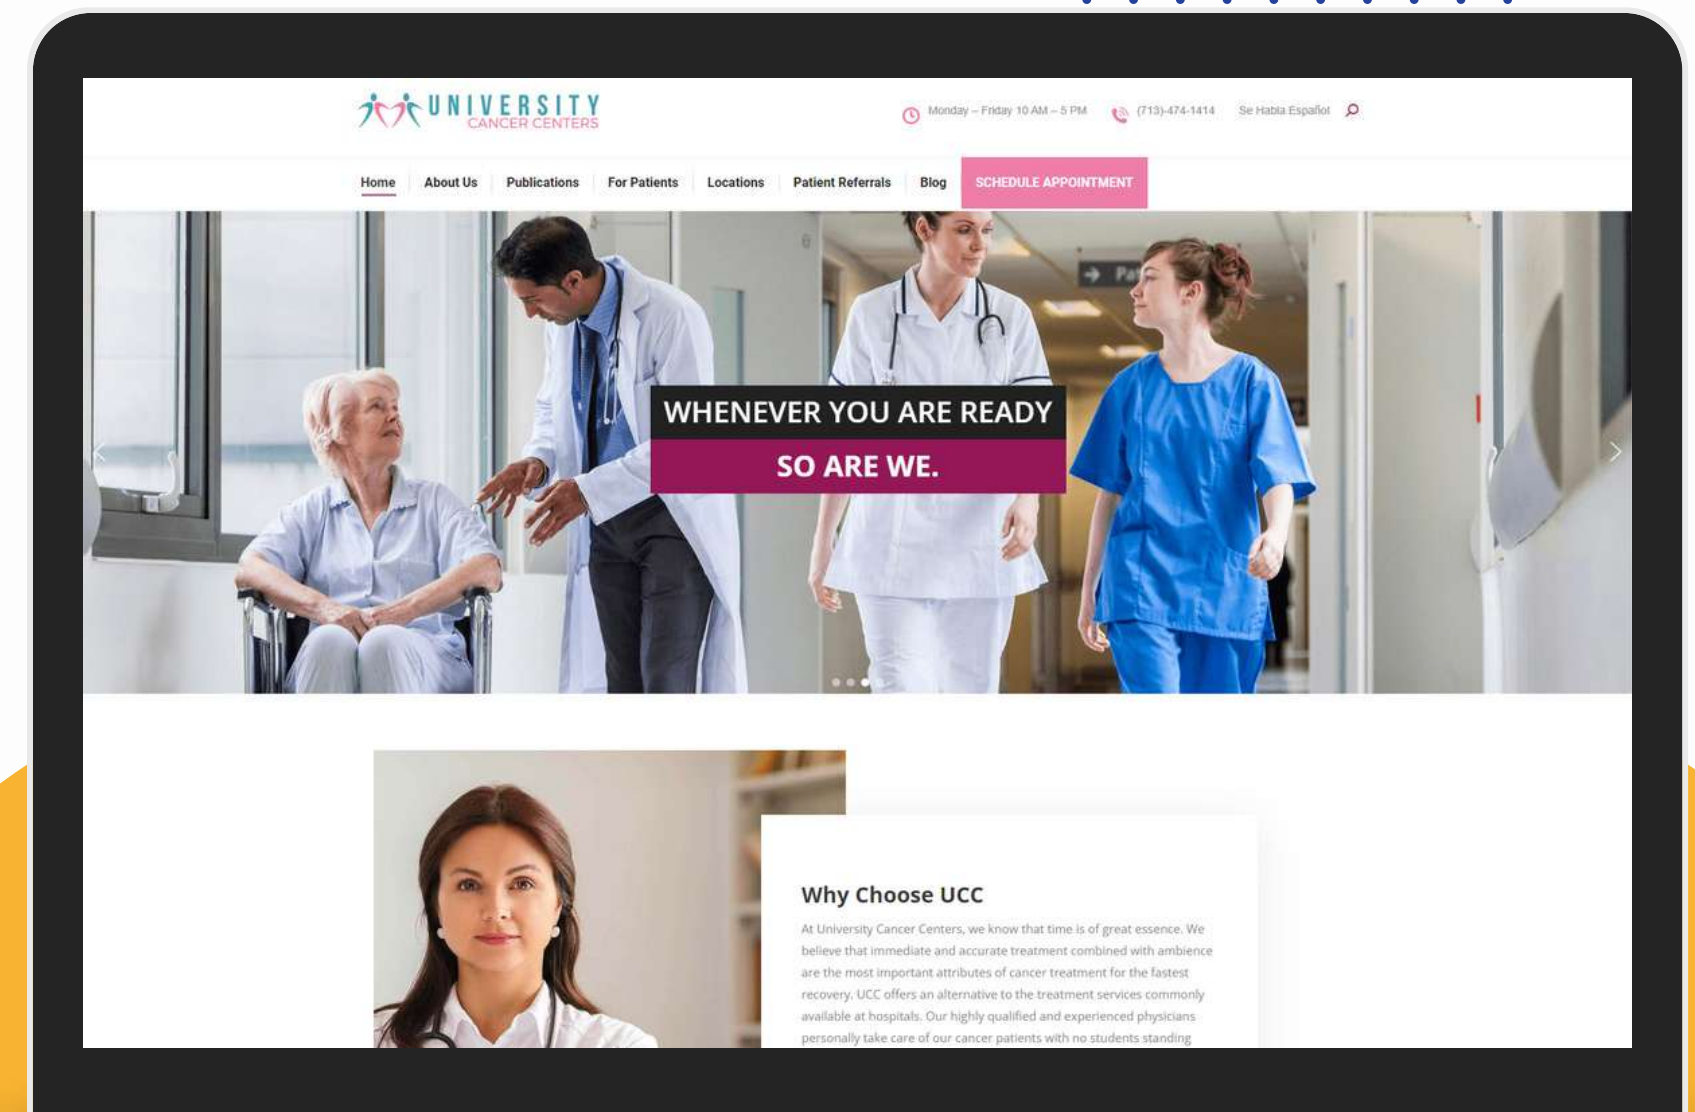 UNIVERSITY
CANCER CENTERS
Monday – Friday 10 AM – 5 PM
(713)-474-1414
Se Habla Español
Home
About Us
Publications
For Patients
Locations
Patient Referrals
Blog
SCHEDULE APPOINTMENT
WHENEVER YOU ARE READY
SO ARE WE.
Why Choose UCC
At University Cancer Centers, we know that time is of great essence. We
believe that immediate and accurate treatment combined with ambience
are the most important attributes of cancer treatment for the fastest
recovery. UCC offers an alternative to the treatment services commonly
available at hospitals. Our highly qualified and experienced physicians
personally take care of our cancer patients with no students standing